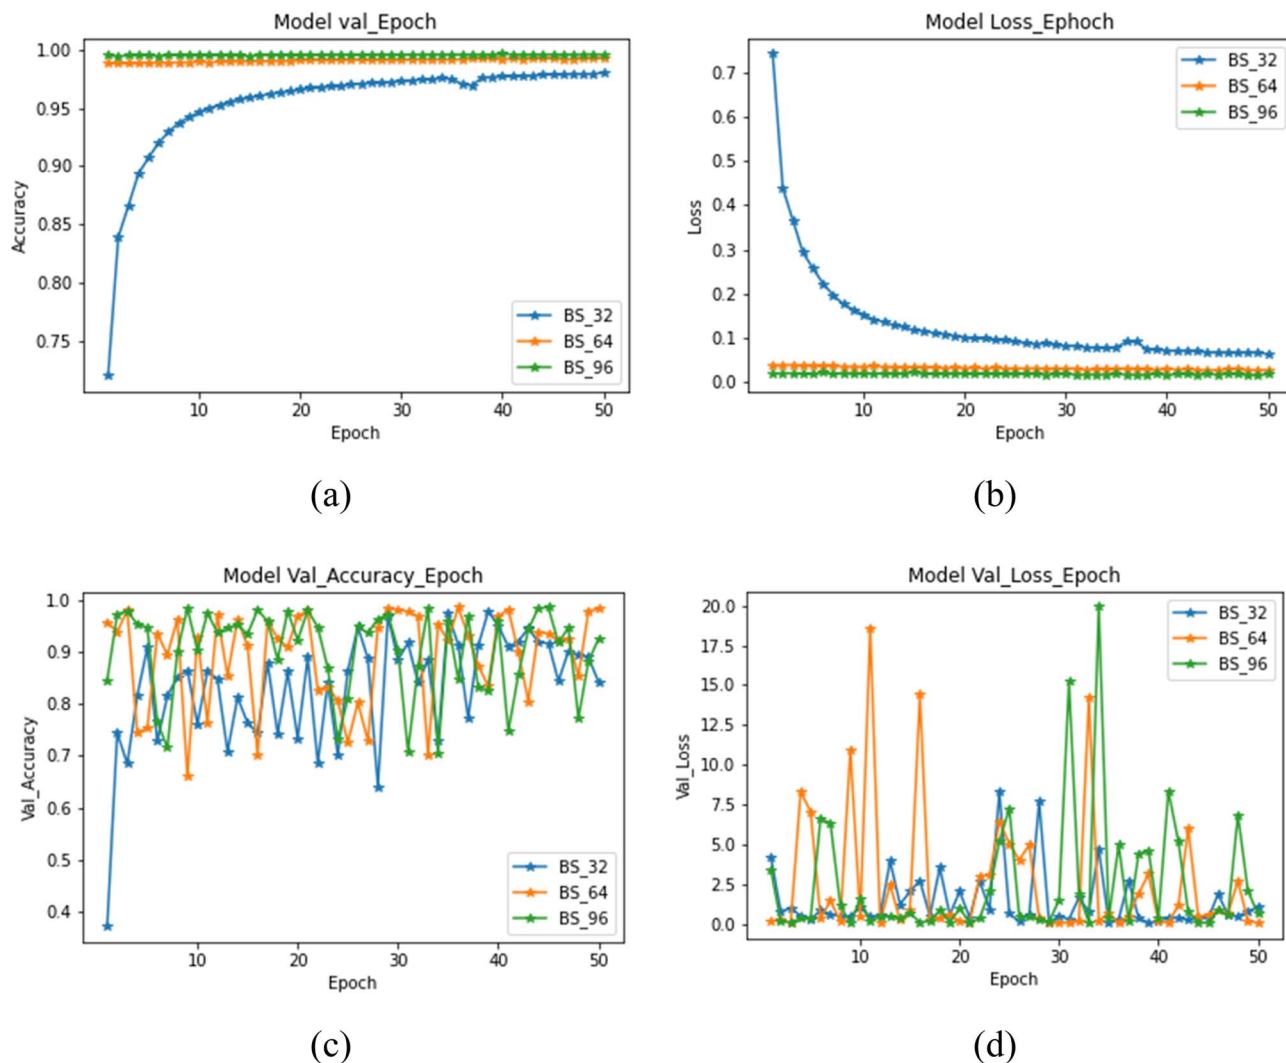 Model val_Epoch
1.00
0.95
0.90
0.85
0.80
0.75
Accuracy
BS_32
BS_64
BS_96
10 20 30 40 50
Epoch
(a)
Model Loss_Ephoch
0.7
0.6
0.5
0.4
0.3
0.2
0.1
0.0
Loss
BS_32
BS_64
BS_96
10 20 30 40 50
Epoch
(b)
Model Val_Accuracy_Epoch
1.0
0.9
0.8
0.7
0.6
0.5
0.4
Val_Accuracy
BS_32
BS_64
BS_96
10 20 30 40 50
Epoch
(c)
Model Val_Loss_Epoch
20.0
17.5
15.0
12.5
10.0
7.5
5.0
2.5
0.0
Val_Loss
BS_32
BS_64
BS_96
10 20 30 40 50
Epoch
(d)